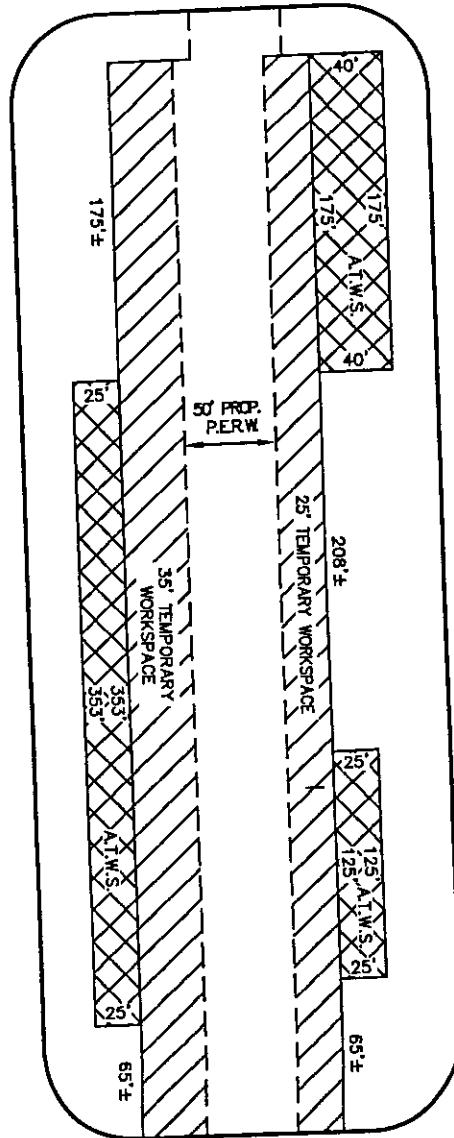 40'
175'±
175'
175'
A.T.W.S.
40'
25'
50' PROP.
P.ER.W.
25' TEMPORARY WORKSPACE
208'±
35' TEMPORARY
WORKSPACE
25'
353'
353'
A.T.W.S.
125'
125'
A.T.W.S.
25'
25'
65'±
65'±